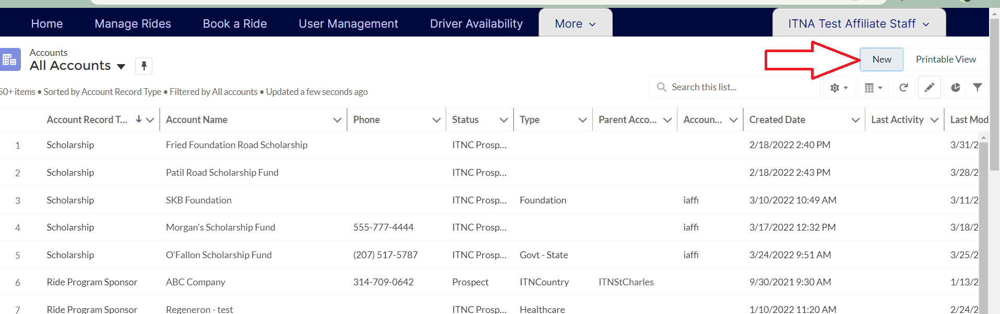 Home Manage Rides Book a Ride User Management Driver Availability More ITNA Test Affiliate Staff
Accounts
All Accounts
New Printable View
50+ items • Sorted by Account Record Type • Filtered by All accounts • Updated a few seconds ago
Search this list...
Account Record T... Account Name Phone Status Type Parent Acco... Accoun... Created Date Last Activity Last Mod
1 Scholarship Fried Foundation Road Scholarship ITNC Prosp... 2/18/2022 2:40 PM 3/31/2
2 Scholarship Patil Road Scholarship Fund ITNC Prosp... 2/18/2022 2:43 PM 3/28/2
3 Scholarship SKB Foundation ITNC Prosp... Foundation iaffi 3/10/2022 10:49 AM 3/11/2
4 Scholarship Morgan's Scholarship Fund 555-777-4444 ITNC Prosp... iaffi 3/17/2022 12:32 PM 3/18/2
5 Scholarship O'Fallon Scholarship Fund (207) 517-5787 ITNC Prosp... Govt - State iaffi 3/24/2022 9:51 AM 3/25/2
6 Ride Program Sponsor ABC Company 314-709-0642 Prospect ITNCountry ITNStCharles 9/30/2021 9:30 AM 1/13/2
7 Ride Program Sponsor Regeneron - test ITNC Prosp... Healthcare 1/10/2022 11:20 AM 2/24/2